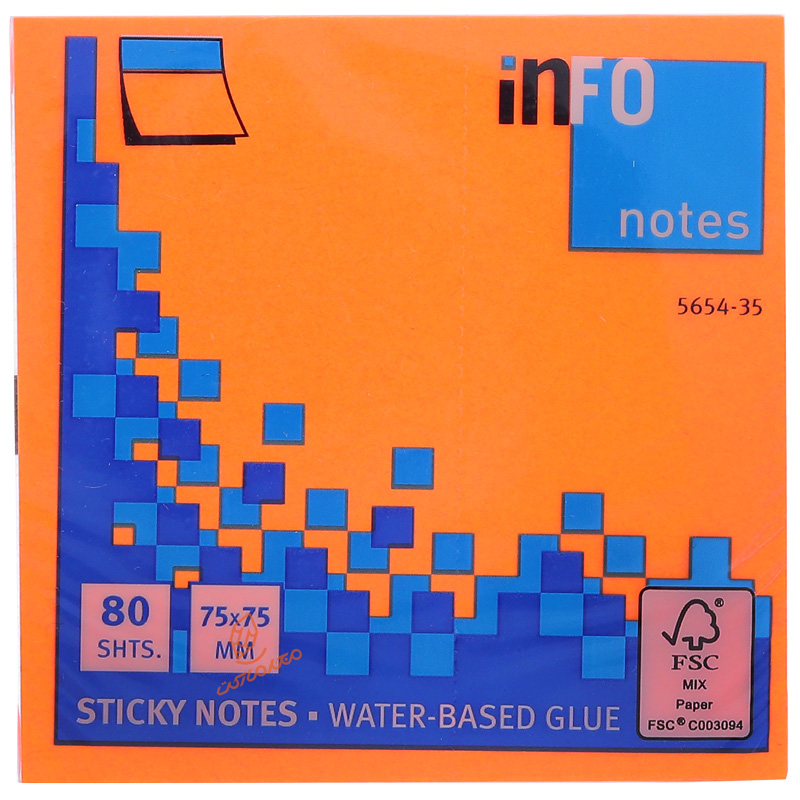 inFO
notes
5654-35
80
SHTS.
75x75
MM
STICKY NOTES ▪ WATER-BASED GLUE
®
FSC
MIX
Paper
FSC® C003094